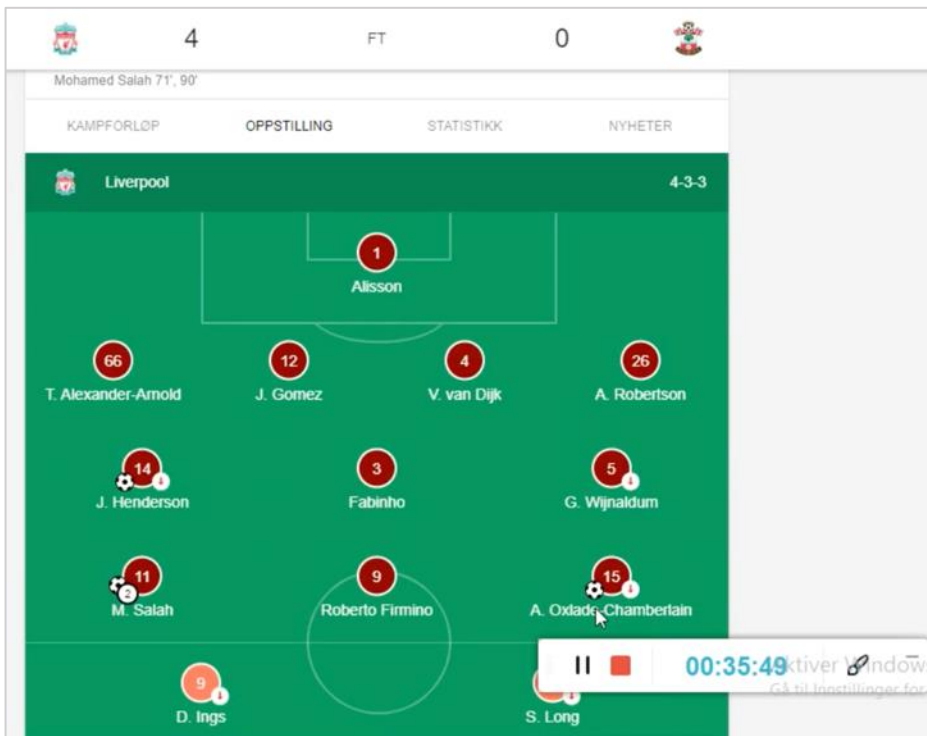 4 FT 0
Mohamed Salah 71', 90'
KAMPFORLØP OPPSTILLING STATISTIKK NYHETER
Liverpool 4-3-3
1
Alisson
66 12 4 26
T. Alexander-Arnold J. Gomez V. van Dijk A. Robertson
14 3 5
J. Henderson Fabinho G. Wijnaldum
11 9 15
2
M. Salah Roberto Firmino A. Oxlade-Chamberlain
00:35:49 ktiver Window
Gå til Innstillinger for
9
D. Ings S. Long